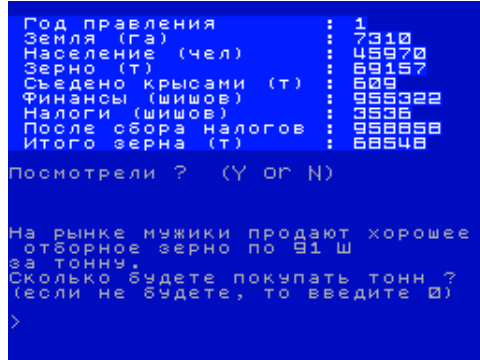 Год правления : 1
Земля (га) : 7310
Население (чел) : 45970
Зерно (т) : 69157
Съедено крысами (т) : 609
Финансы (шишов) : 955322
Налоги (шишов) : 3536
После сбора налогов : 958858
Итого зерна (т) : 68548
Посмотрели ? (Y or N)
На рынке мужики продают хорошее
отборное зерно по 91 Ш
за тонну.
Сколько будете покупать тонн ?
(если не будете, то введите 0)
>